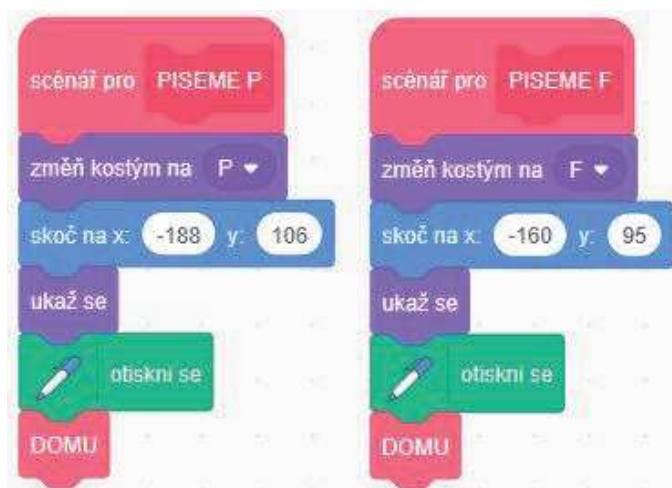 scénář pro PISEME P
změň kostým na P
skoč na x: -188 y: 106
ukaž se
otiskni se
DOMU
scénář pro PISEME F
změň kostým na F
skoč na x: -160 y: 95
ukaž se
otiskni se
DOMU